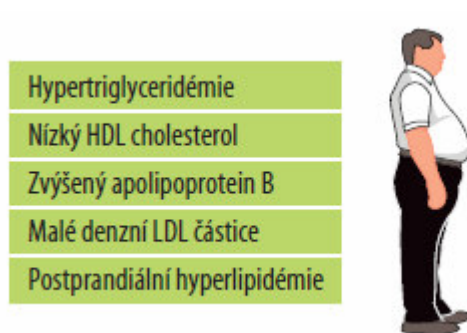 Hypertriglyceridémie
Nízký HDL cholesterol
Zvýšený apolipoprotein B
Malé denzní LDL částice
Postprandiální hyperlipidémie